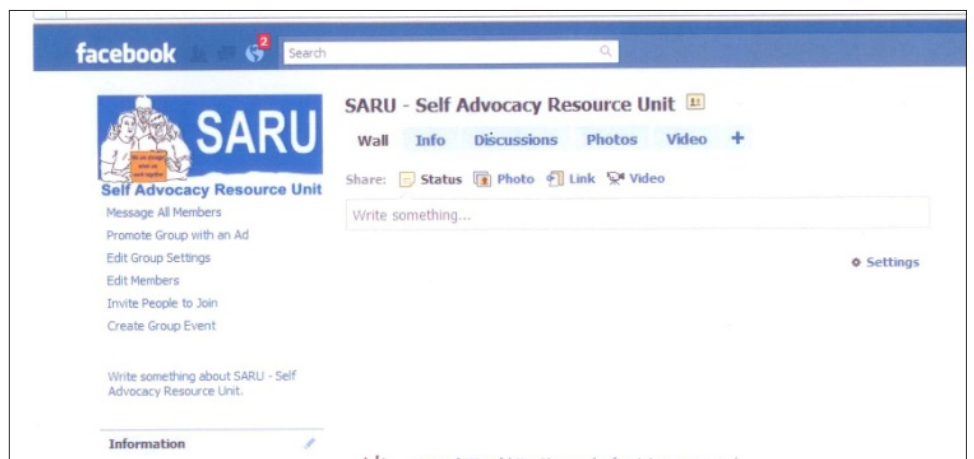 facebook
2
Search
SARU
Self Advocacy Resource Unit
SARU - Self Advocacy Resource Unit
Wall Info Discussions Photos Video +
Share: Status Photo Link Video
Write something...
Settings
Message All Members
Promote Group with an Ad
Edit Group Settings
Edit Members
Invite People to Join
Create Group Event
Write something about SARU - Self
Advocacy Resource Unit.
Information